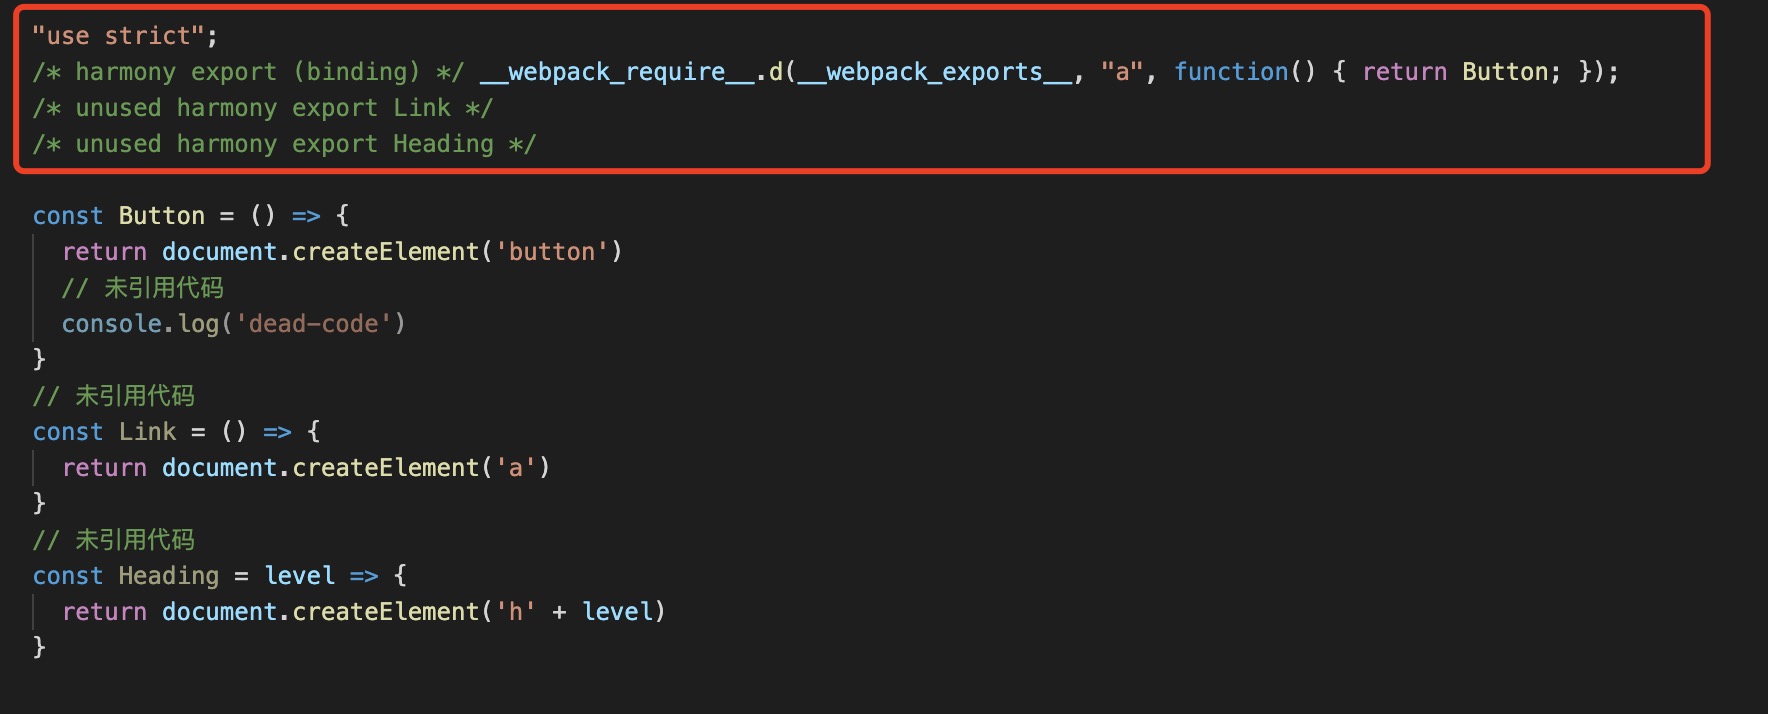 "use strict";
/* harmony export (binding) */ __webpack_require__.d(__webpack_exports__, "a", function() { return Button; });
/* unused harmony export Link */
/* unused harmony export Heading */
const Button = () => {
  return document.createElement('button')
  // 未引用代码
  console.log('dead-code')
}
// 未引用代码
const Link = () => {
  return document.createElement('a')
}
// 未引用代码
const Heading = level => {
  return document.createElement('h' + level)
}